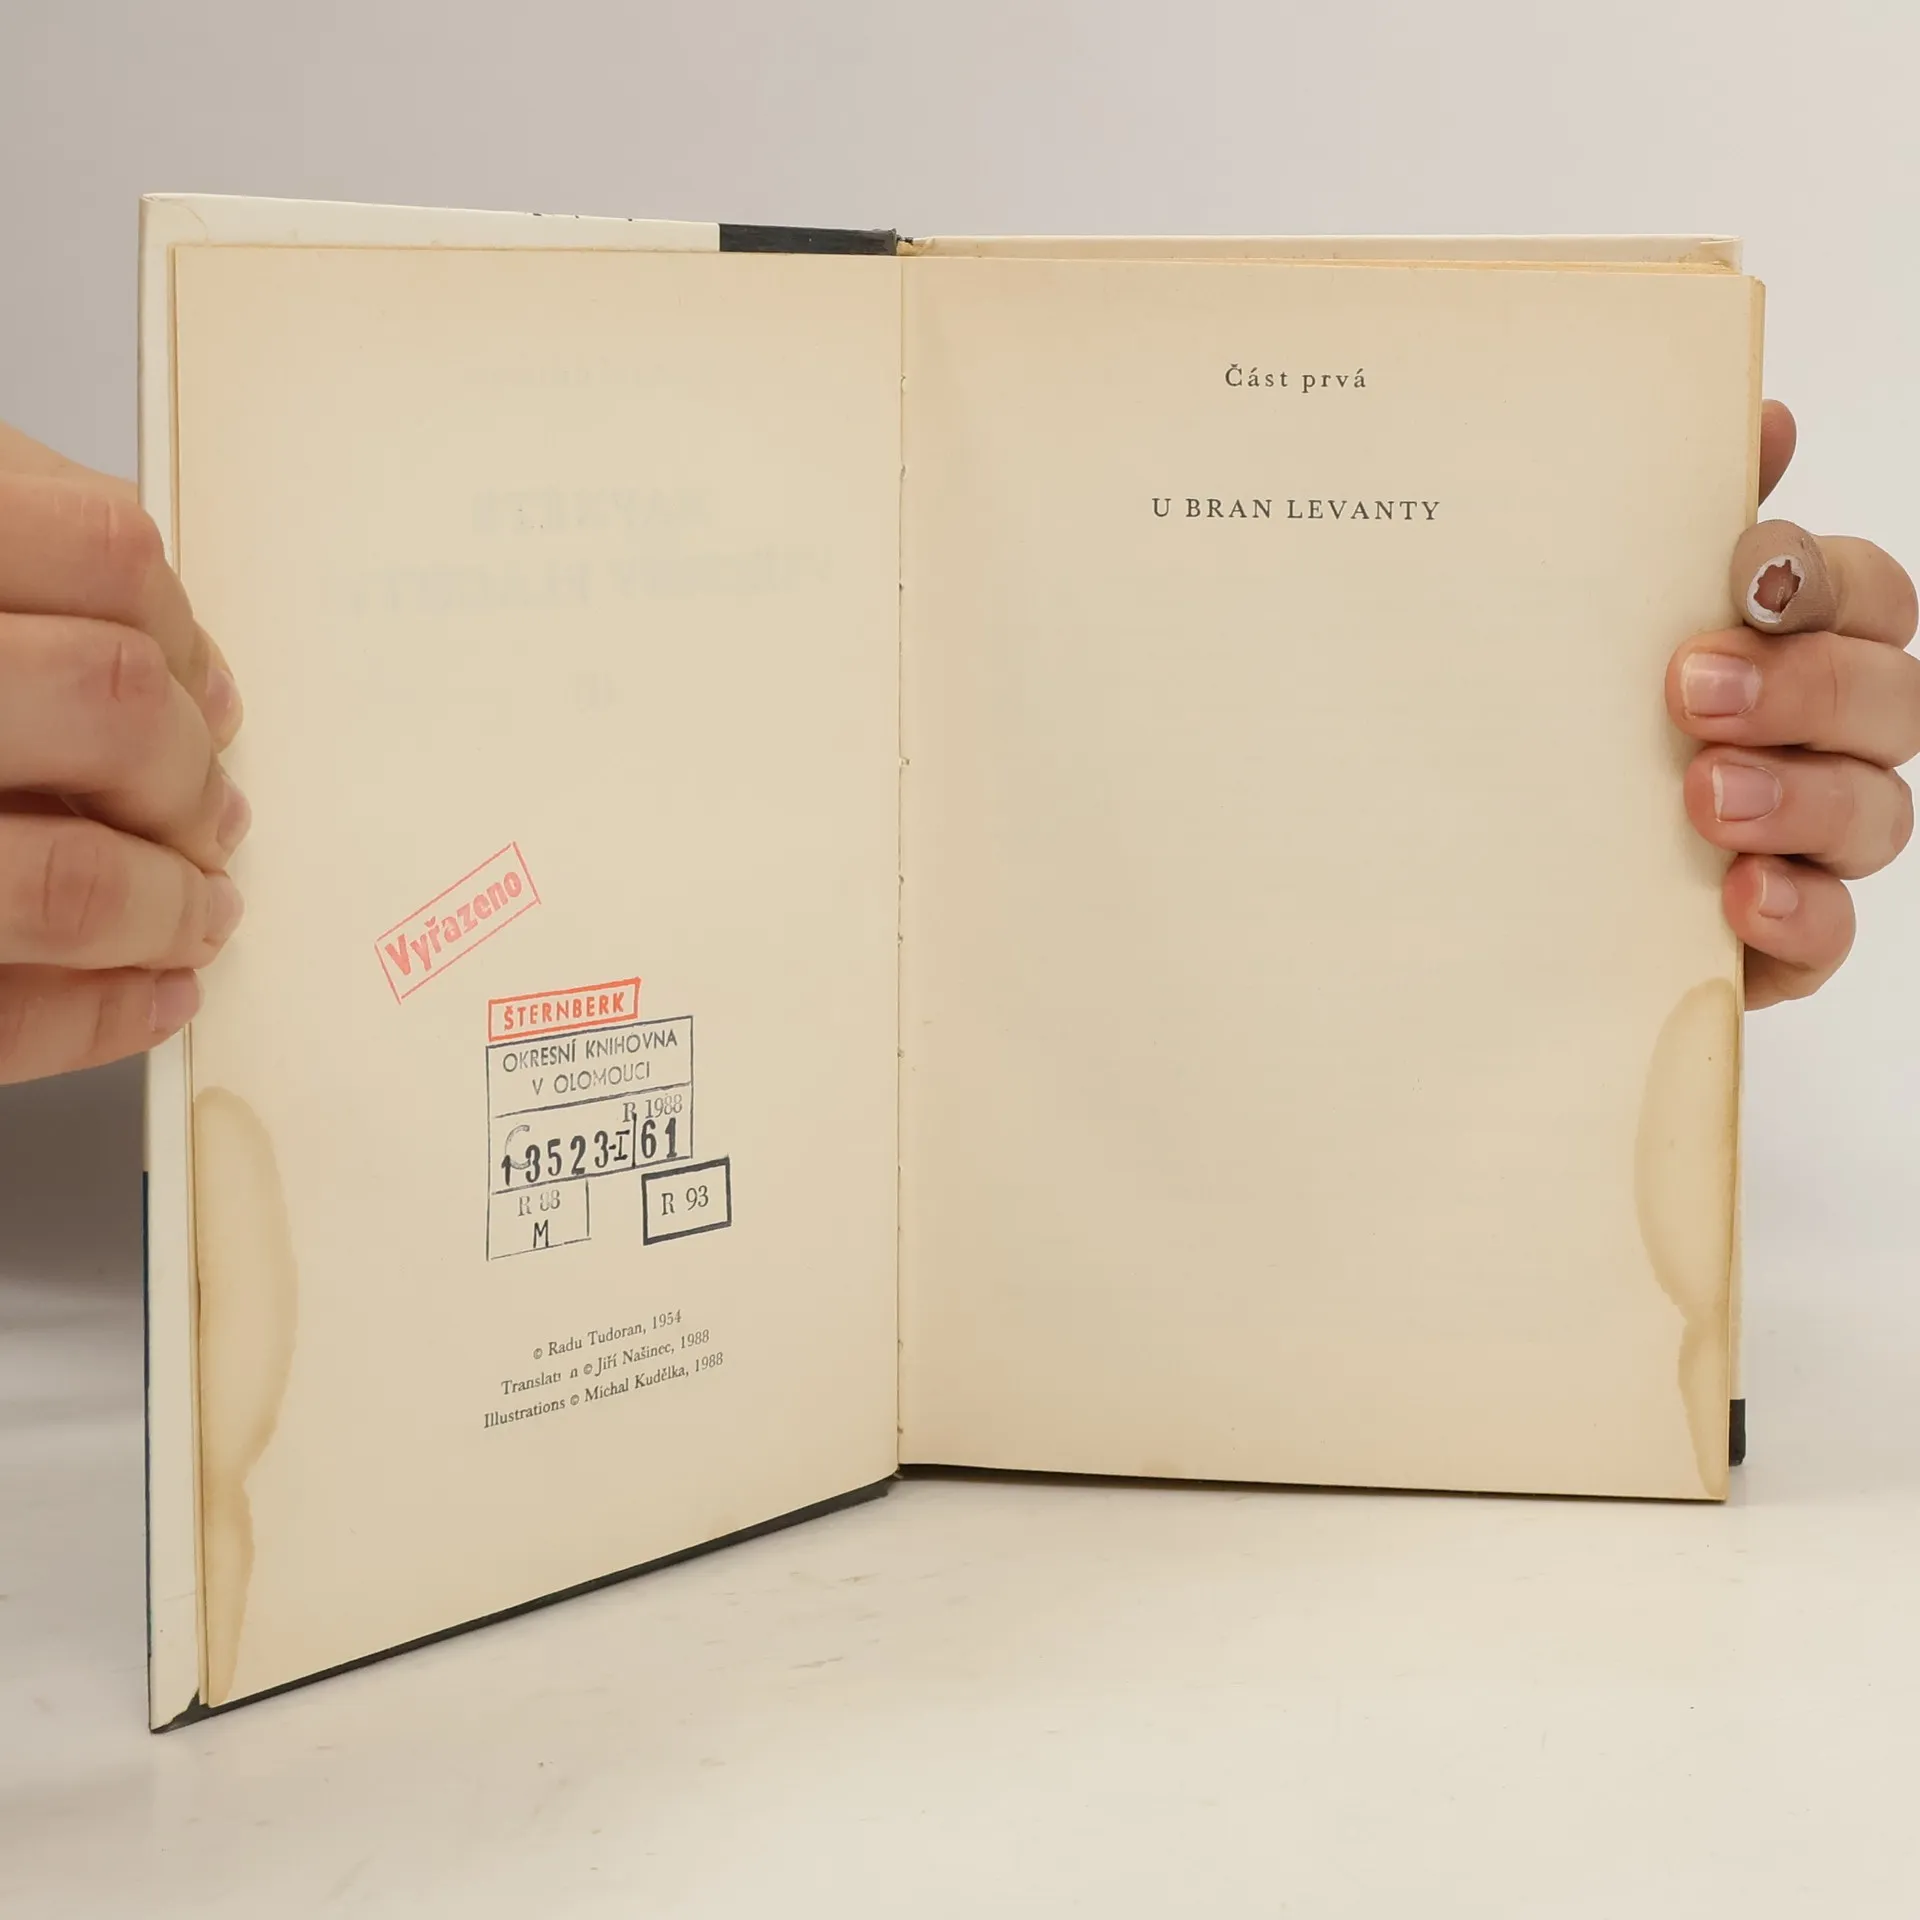 Vyřazeno
ŠTERNBERK
OKRESNÍ KNIHOVNA
V OLOMOUCI
R 1988
13523-I 61
R 88
R 93
M
© Radu Tudoran, 1954
Translati n © Jiří Našinec, 1988
Illustrations © Michal Kudělka, 1988
Část prvá
U BRAN LEVANTY